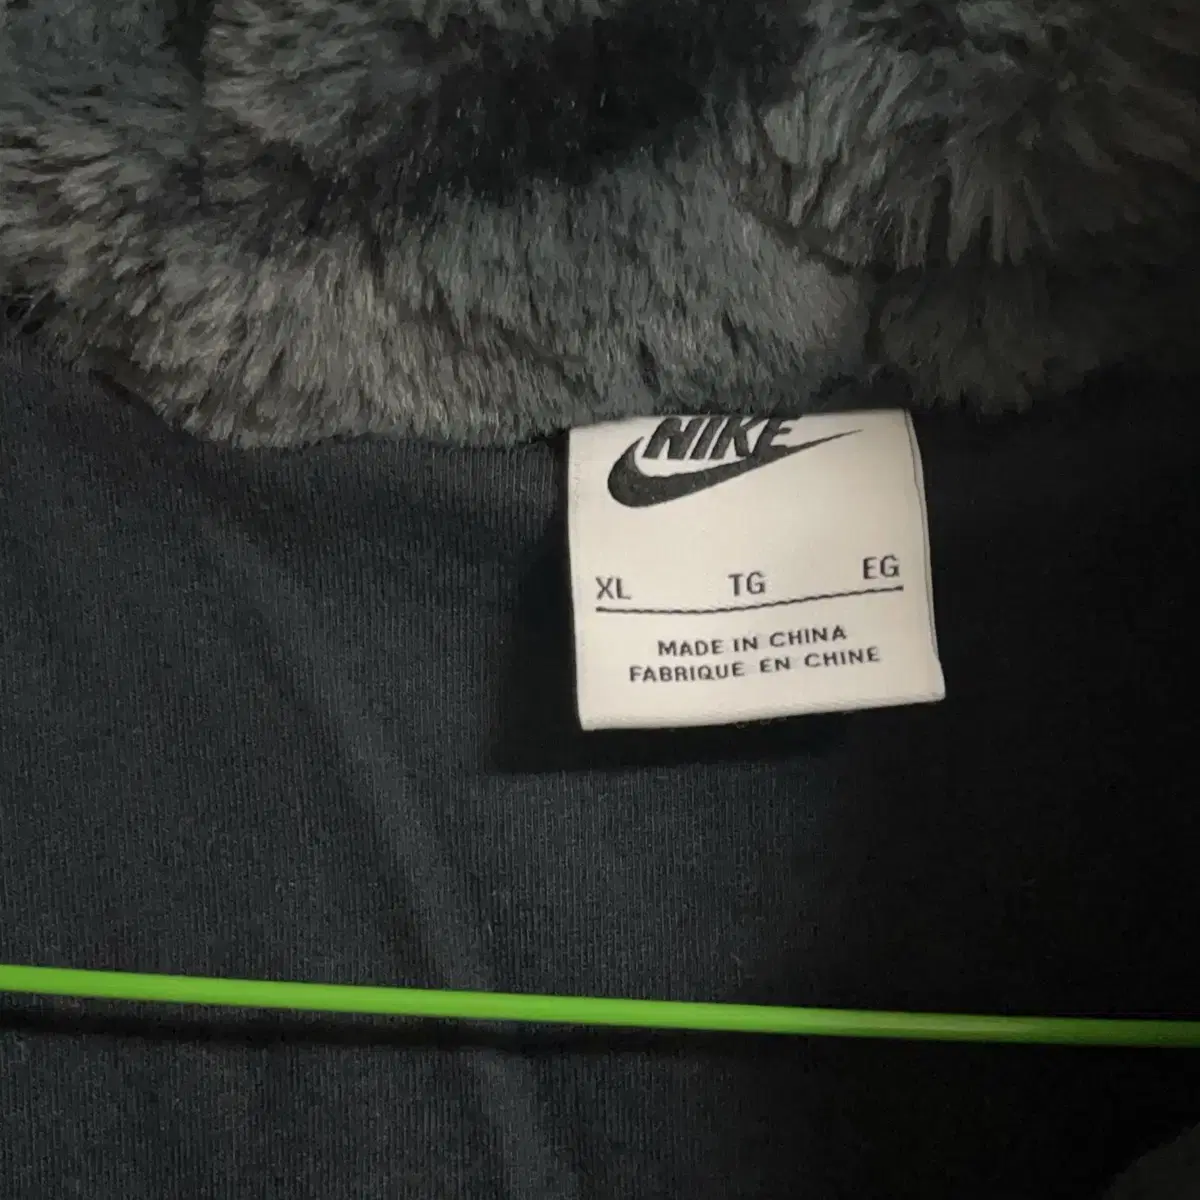 NIKE
XL TG EG
MADE IN CHINA
FABRIQUE EN CHINE